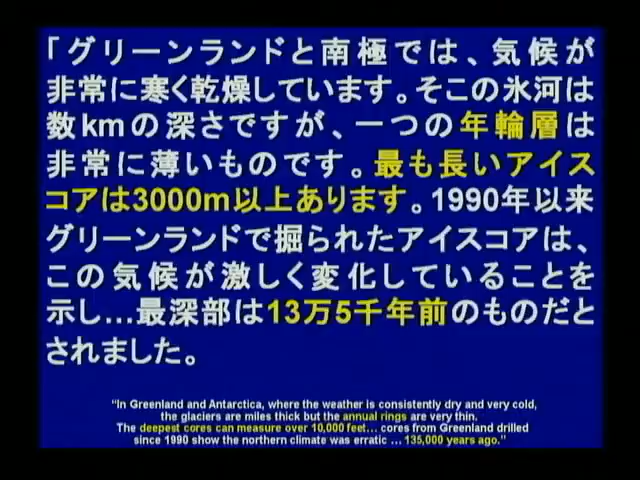 「グリーンランドと南極では、気候が
非常に寒く乾燥しています。そこの氷河は
数kmの深さですが、一つの年輪層は
非常に薄いものです。最も長いアイス
コアは3000m以上あります。1990年以来
グリーンランドで掘られたアイスコアは、
この気候が激しく変化していることを
示し…最深部は13万5千年前のものだと
されました。
“In Greenland and Antarctica, where the weather is consistently dry and very cold,
the glaciers are miles thick but the annual rings are very thin.
The deepest cores can measure over 10,000 feet… cores from Greenland drilled
since 1990 show the northern climate was erratic … 135,000 years ago.”